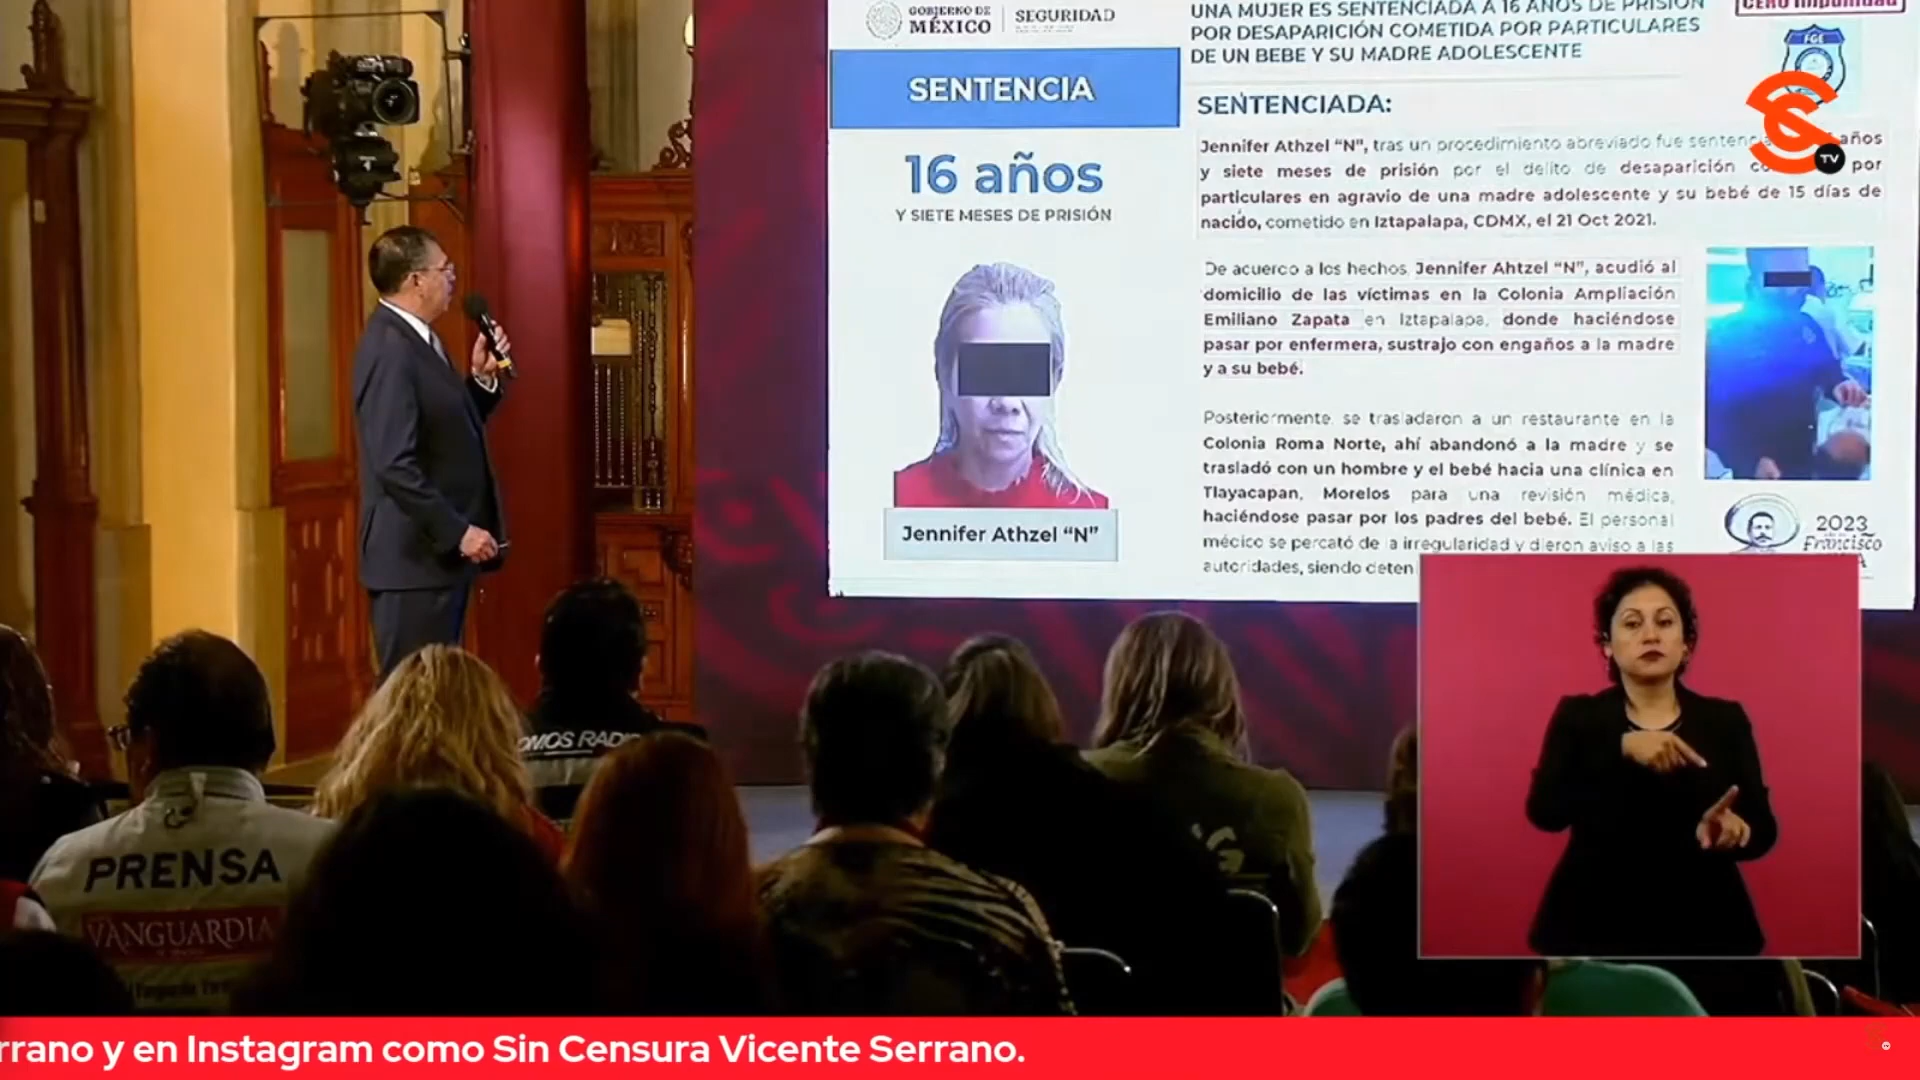 GOBIERNO DE
MÉXICO
SEGURIDAD
UNA MUJER ES SENTENCIADA A 16 AÑOS DE PRISIÓN
POR DESAPARICIÓN COMETIDA POR PARTICULARES
DE UN BEBE Y SU MADRE ADOLESCENTE
CERO Impunidad
FGE
SENTENCIA
16 años
Y SIETE MESES DE PRISIÓN
Jennifer Athzel “N”
SENTENCIADA:
Jennifer Athzel “N”, tras un procedimiento abreviado fue años
y siete meses de prisión por el delito de desaparición por
particulares en agravio de una madre adolescente y su bebé de 15 días de
nacido, cometido en Iztapalapa, CDMX, el 21 Oct 2021.
De acuerco a los hechos Jennifer Ahtzel “N”, acudió al
domicilio de las víctimas en la Colonia Ampliación
Emiliano Zapata en Iztapalapa, donde haciéndose
pasar por enfermera, sustrajo con engaños a la madre
y a su bebé.
Posteriormente, se trasladaron a un restaurante en la
Colonia Roma Norte, ahí abandonó a la madre y se
trasladó con un hombre y el bebé hacia una clínica en
Tlayacapan, Morelos para una revisión médica,
haciéndose pasar por los padres del bebé. El personal
médico se percató de la irregularidad y dieron aviso a las
autoridades, siendo
2023
Francisco
TV
OMOS RADIO
PRENSA
VANGUARDIA
rrano y en Instagram como Sin Censura Vicente Serrano.